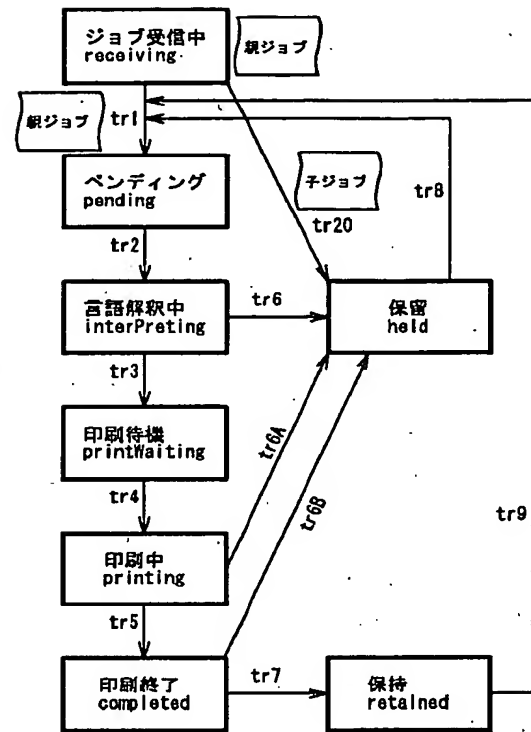 ジョブ受信中
receiving
親ジョブ
親ジョブ
tr1
子ジョブ
tr20
tr8
ペンディング
pending
tr2
言語解釈中
interPreting
tr6
保留
held
tr3
印刷待機
printWaiting
tr6A
tr6B
tr4
tr9
印刷中
printing
tr5
印刷終了
completed
tr7
保持
retained